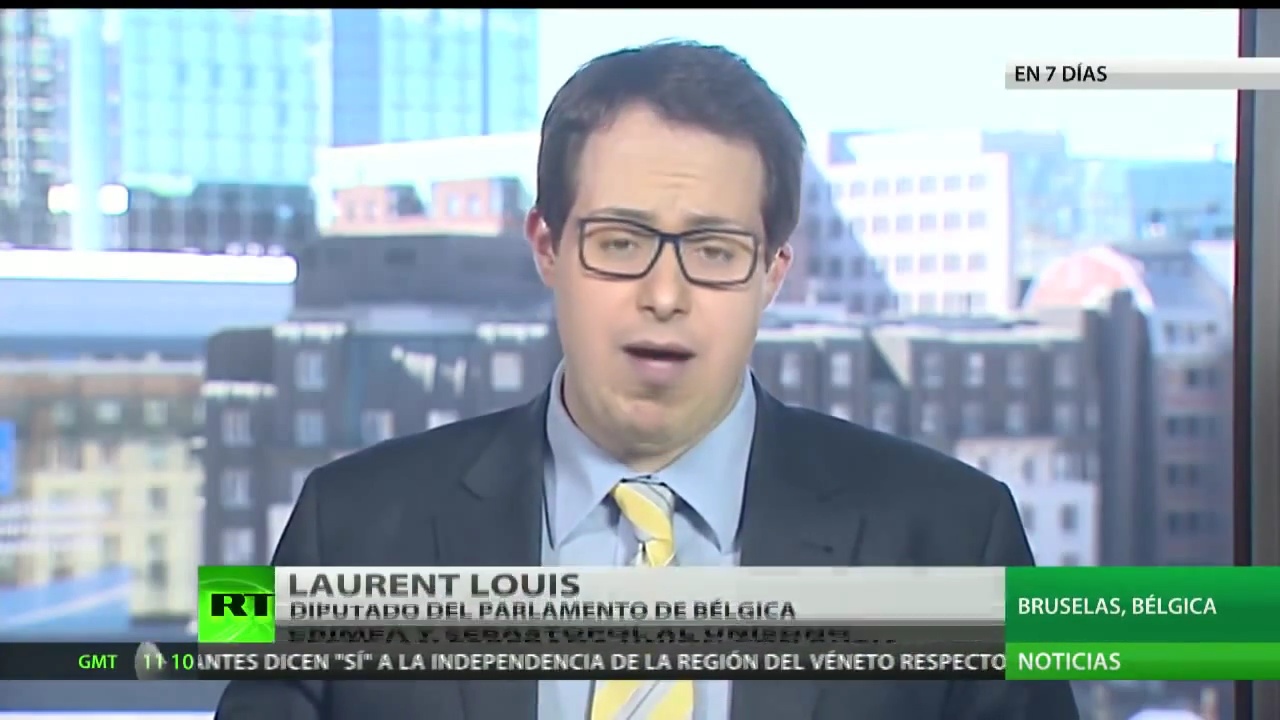 EN 7 DÍAS
LAURENT LOUIS
DIPUTADO DEL PARLAMENTO DE BÉLGICA
RT
BRUSELAS, BÉLGICA
GMT 11 10
ANTES DICEN "SÍ" A LA INDEPENDENCIA DE LA REGIÓN DEL VÉNETO RESPECTO
NOTICIAS